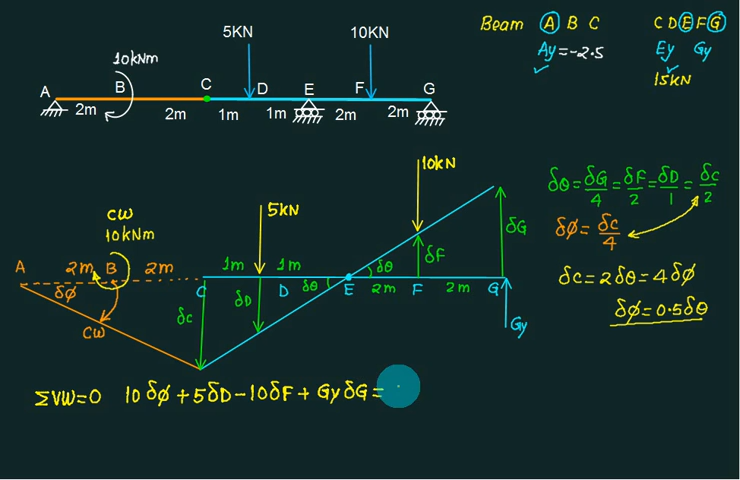 Beam A B C C D E F G
Ay = -2.5 Ey Gy
15kN
5KN 10KN
10kNm
A B C D E F G
2m 2m 1m 1m 2m 2m
δθ = δG/4 = δF/2 = δD/1 = δc/2
δφ = δc/4
δc = 2δθ = 4δφ
δφ = 0.5δθ
10kN
5kN
CW
10kNm
δG
A 2m B 2m 1m 1m δθ δF
δφ C δD D δθ E 2m F 2m G
δc
CW
Gy
ΣVW=0 10δφ + 5δD - 10δF + GyδG =